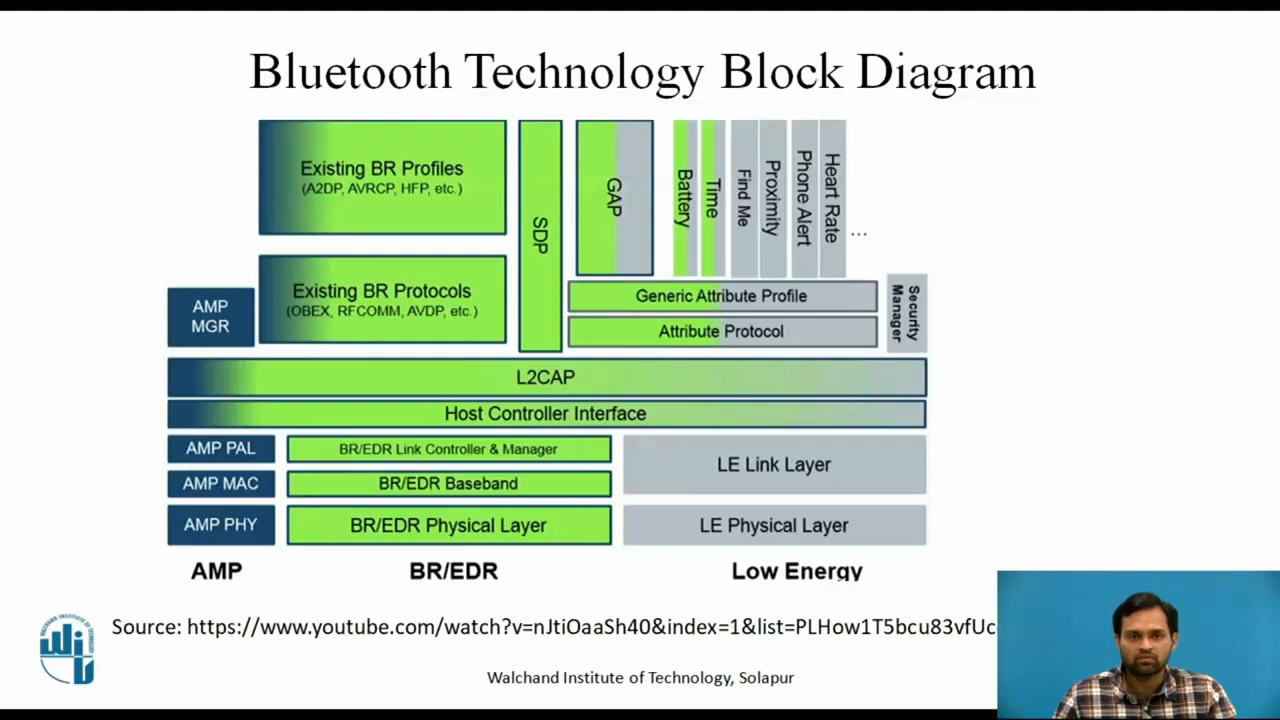 Bluetooth Technology Block Diagram
Existing BR Profiles
(A2DP, AVRCP, HFP, etc.)
SDP
GAP
Battery
Time
Find Me
Proximity
Phone Alert
Heart Rate
...
AMP
MGR
Existing BR Protocols
(OBEX, RFCOMM, AVDP, etc.)
Generic Attribute Profile
Attribute Protocol
Security
Manager
L2CAP
Host Controller Interface
AMP PAL
BR/EDR Link Controller & Manager
LE Link Layer
AMP MAC
BR/EDR Baseband
AMP PHY
BR/EDR Physical Layer
LE Physical Layer
AMP
BR/EDR
Low Energy
Source: https://www.youtube.com/watch?v=nJtiOaaSh40&index=1&list=PLHow1T5bcu83vfUc
Walchand Institute of Technology, Solapur